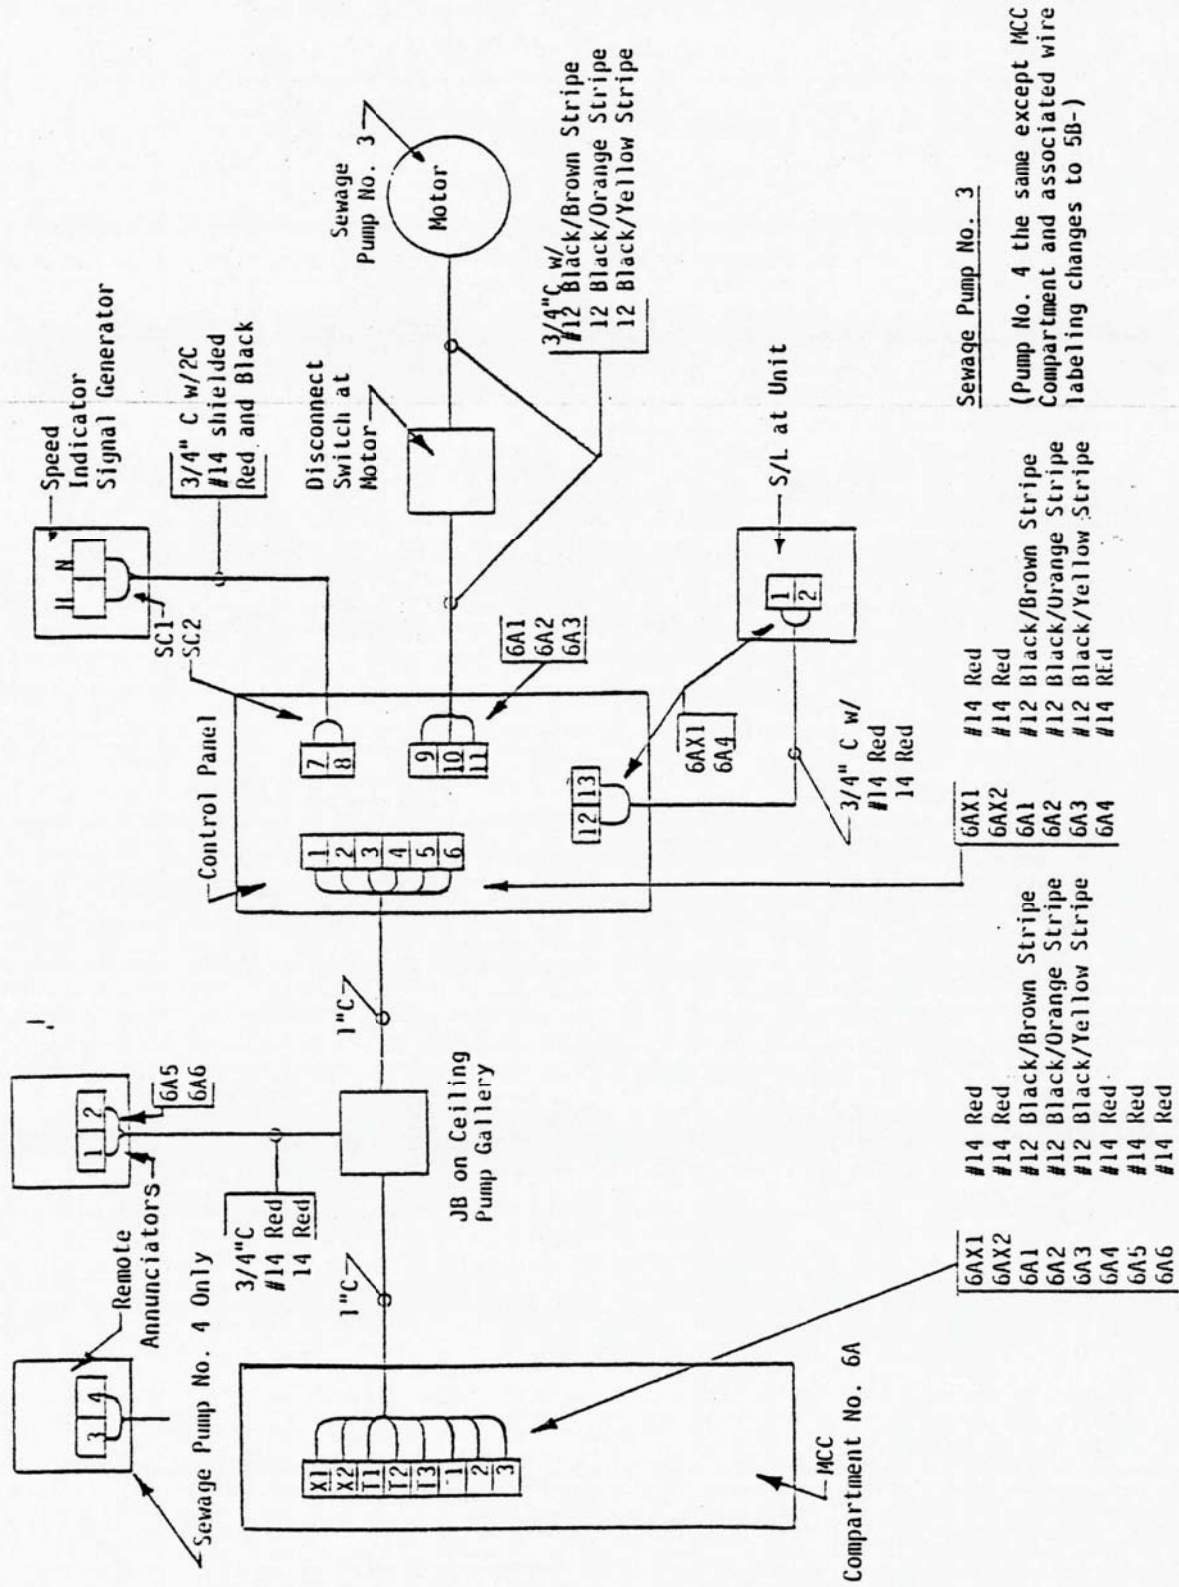 Speed
Indicator
Signal Generator
H N
SC1
SC2
3/4" C w/2C
#14 shielded
Red and Black
Sewage
Pump No. 3
Motor
Disconnect
Switch at
Motor
3/4"C w/
#12 Black/Brown Stripe
12 Black/Orange Stripe
12 Black/Yellow Stripe
Control Panel
7
8
9
10
11
6A1
6A2
6A3
1
2
3
4
5
6
12 13
6AX1
6A4
S/L at Unit
1
2
3/4" C w/
#14 Red
14 Red
1 2
6A5
6A6
Remote
Annunciators
3 4
Sewage Pump No. 4 Only
3/4"C
#14 Red
14 Red
1"C
1"C
JB on Ceiling
Pump Gallery
X1
X2
T1
T2
T3
1
2
3
MCC
Compartment No. 6A
6AX1 #14 Red
6AX2 #14 Red
6A1 #12 Black/Brown Stripe
6A2 #12 Black/Orange Stripe
6A3 #12 Black/Yellow Stripe
6A4 #14 Red
6A5 #14 Red
6A6 #14 Red
6AX1 #14 Red
6AX2 #14 Red
6A1 #12 Black/Brown Stripe
6A2 #12 Black/Orange Stripe
6A3 #12 Black/Yellow Stripe
6A4 #14 REd
Sewage Pump No. 3
(Pump No. 4 the same except MCC
Compartment and associated wire
labeling changes to 5B-)